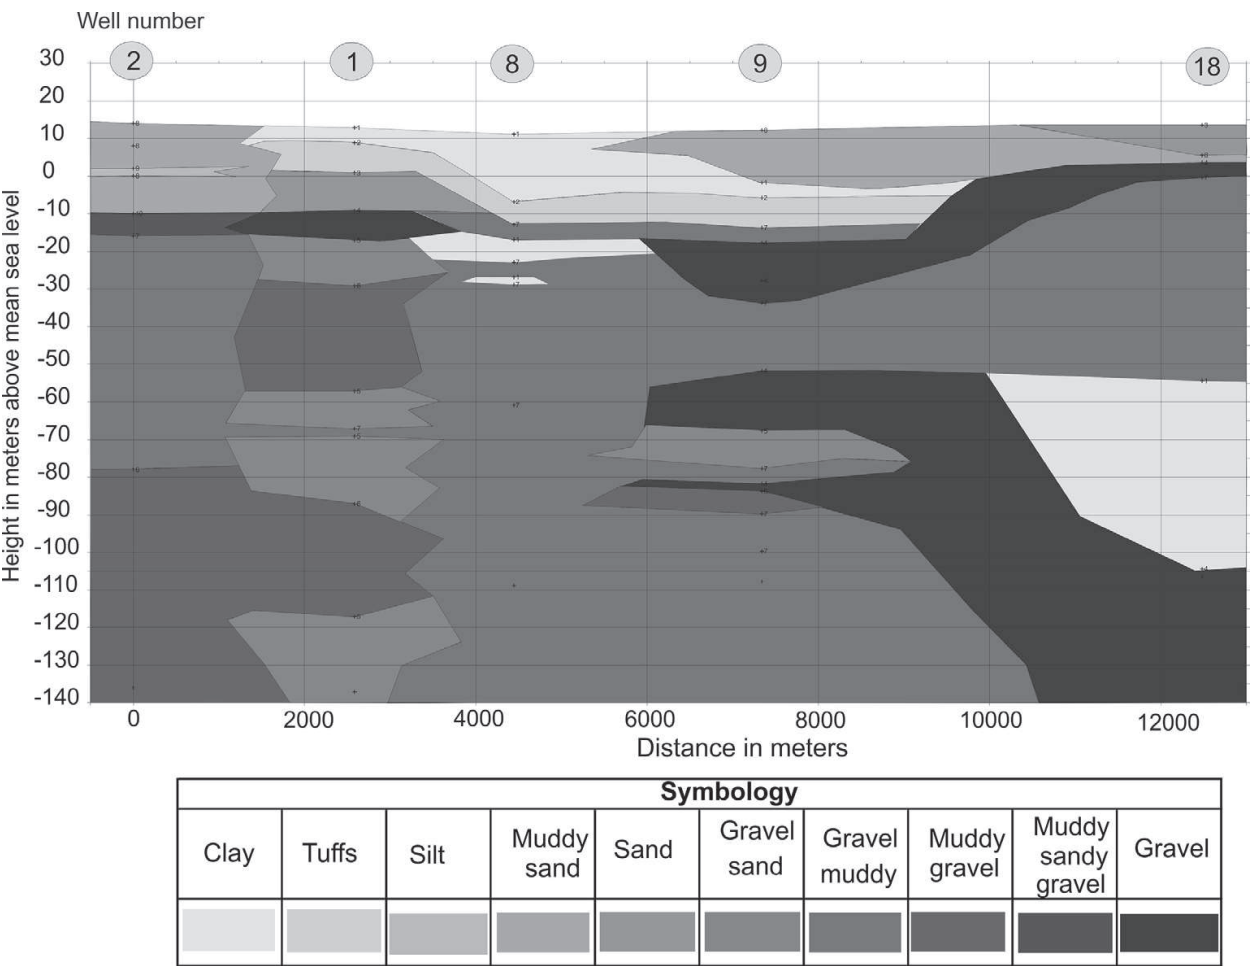 Well number
2 1 8 9 18
30
20
10
0
-10
-20
-30
-40
-50
-60
-70
-80
-90
-100
-110
-120
-130
-140
Height in meters above mean sea level
0 2000 4000 6000 8000 10000 12000
Distance in meters
Symbology
Clay
Tuffs
Silt
Muddy
sand
Sand
Gravel
sand
Gravel
muddy
Muddy
gravel
Muddy
sandy
gravel
Gravel